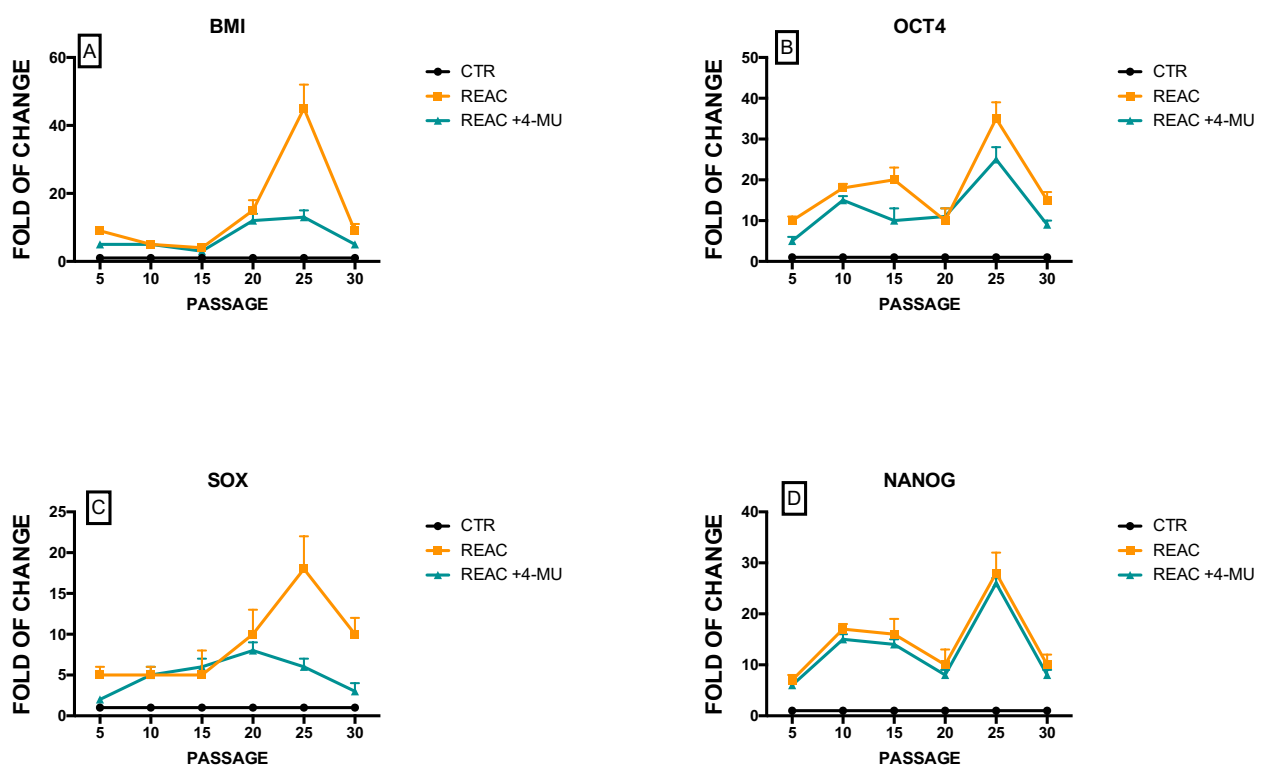 BMI
A
FOLD OF CHANGE
60
40
20
0
5 10 15 20 25 30
PASSAGE
CTR
REAC
REAC +4-MU
OCT4
B
FOLD OF CHANGE
50
40
30
20
10
0
5 10 15 20 25 30
PASSAGE
CTR
REAC
REAC +4-MU
SOX
C
FOLD OF CHANGE
25
20
15
10
5
0
5 10 15 20 25 30
PASSAGE
CTR
REAC
REAC +4-MU
NANOG
D
FOLD OF CHANGE
40
30
20
10
0
5 10 15 20 25 30
PASSAGE
CTR
REAC
REAC +4-MU